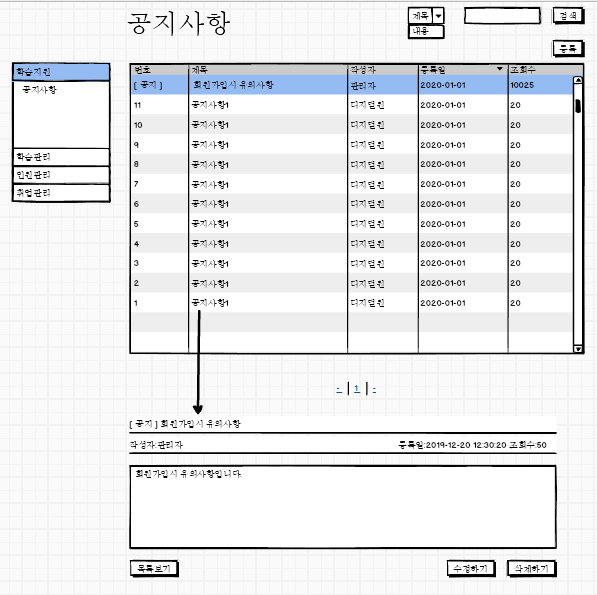 공지사항
제목
내용
검색
등록
학습지원
공지사항
학습관리
인원관리
취업관리
번호 제목 작성자 등록일 조회수
[ 공지 ] 회원가입시 유의사항 관리자 2020-01-01 10025
11 공지사항1 디지털원 2020-01-01 20
10 공지사항1 디지털원 2020-01-01 20
9 공지사항1 디지털원 2020-01-01 20
8 공지사항1 디지털원 2020-01-01 20
7 공지사항1 디지털원 2020-01-01 20
6 공지사항1 디지털원 2020-01-01 20
5 공지사항1 디지털원 2020-01-01 20
4 공지사항1 디지털원 2020-01-01 20
3 공지사항1 디지털원 2020-01-01 20
2 공지사항1 디지털원 2020-01-01 20
1 공지사항1 디지털원 2020-01-01 20
- | 1 | -
[ 공지 ] 회원가입시 유의사항
작성자:관리자 등록일:2019-12-20 12:30:20 조회수:50
회원가입시 유의사항입니다.
목록보기 수정하기 삭제하기